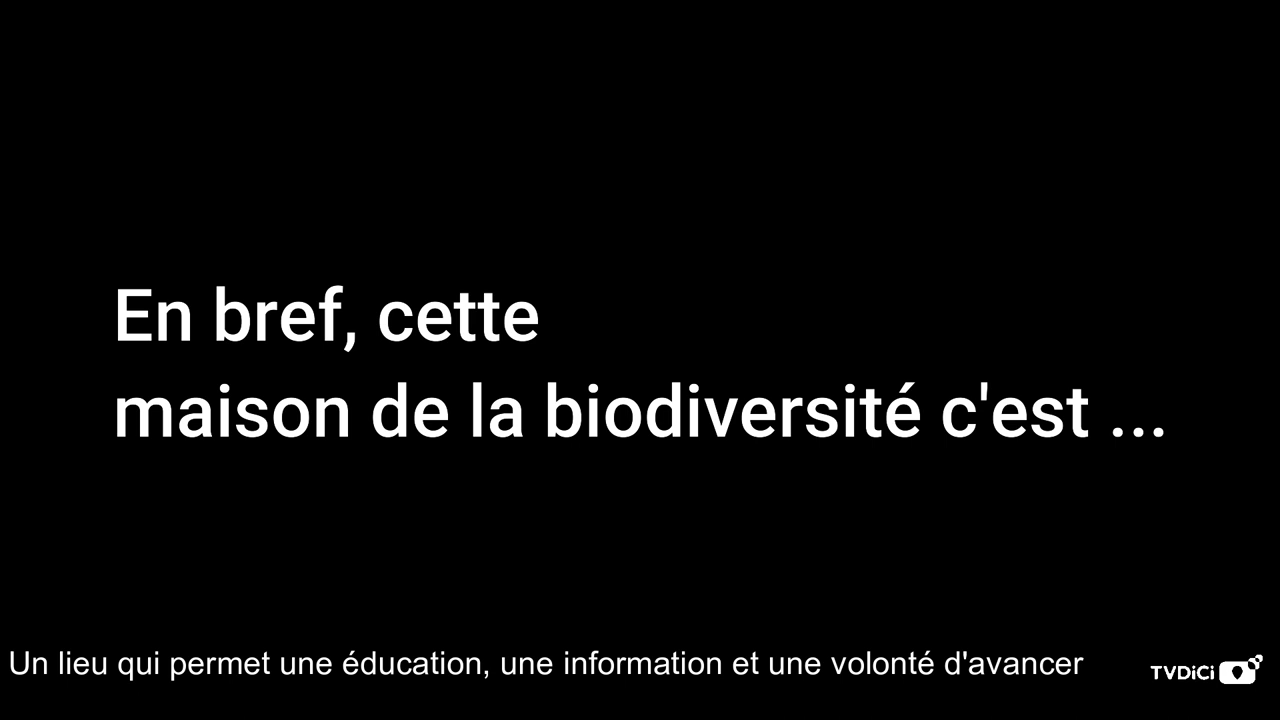 En bref, cette
maison de la biodiversité c'est ...
Un lieu qui permet une éducation, une information et une volonté d'avancer
TVDiCi